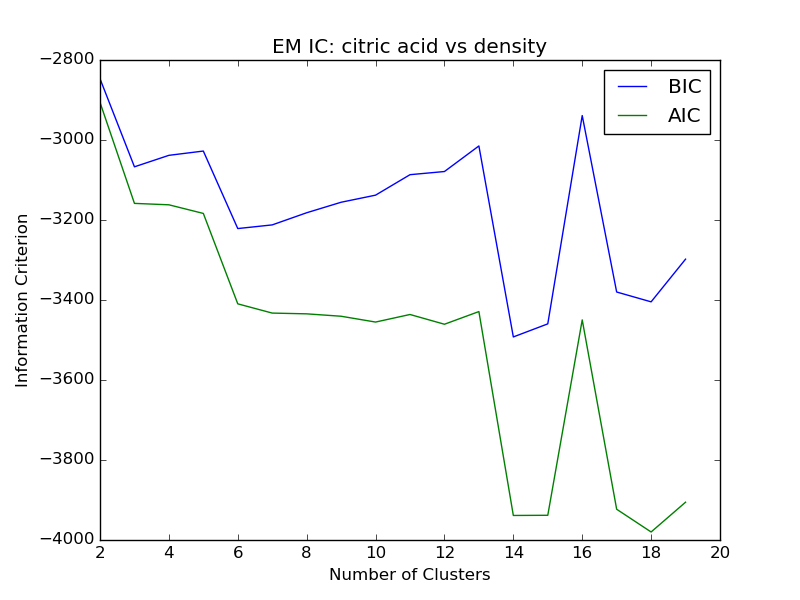 EM IC: citric acid vs density
BIC
AIC
Information Criterion
−2800
−3000
−3200
−3400
−3600
−3800
−4000
2 4 6 8 10 12 14 16 18 20
Number of Clusters